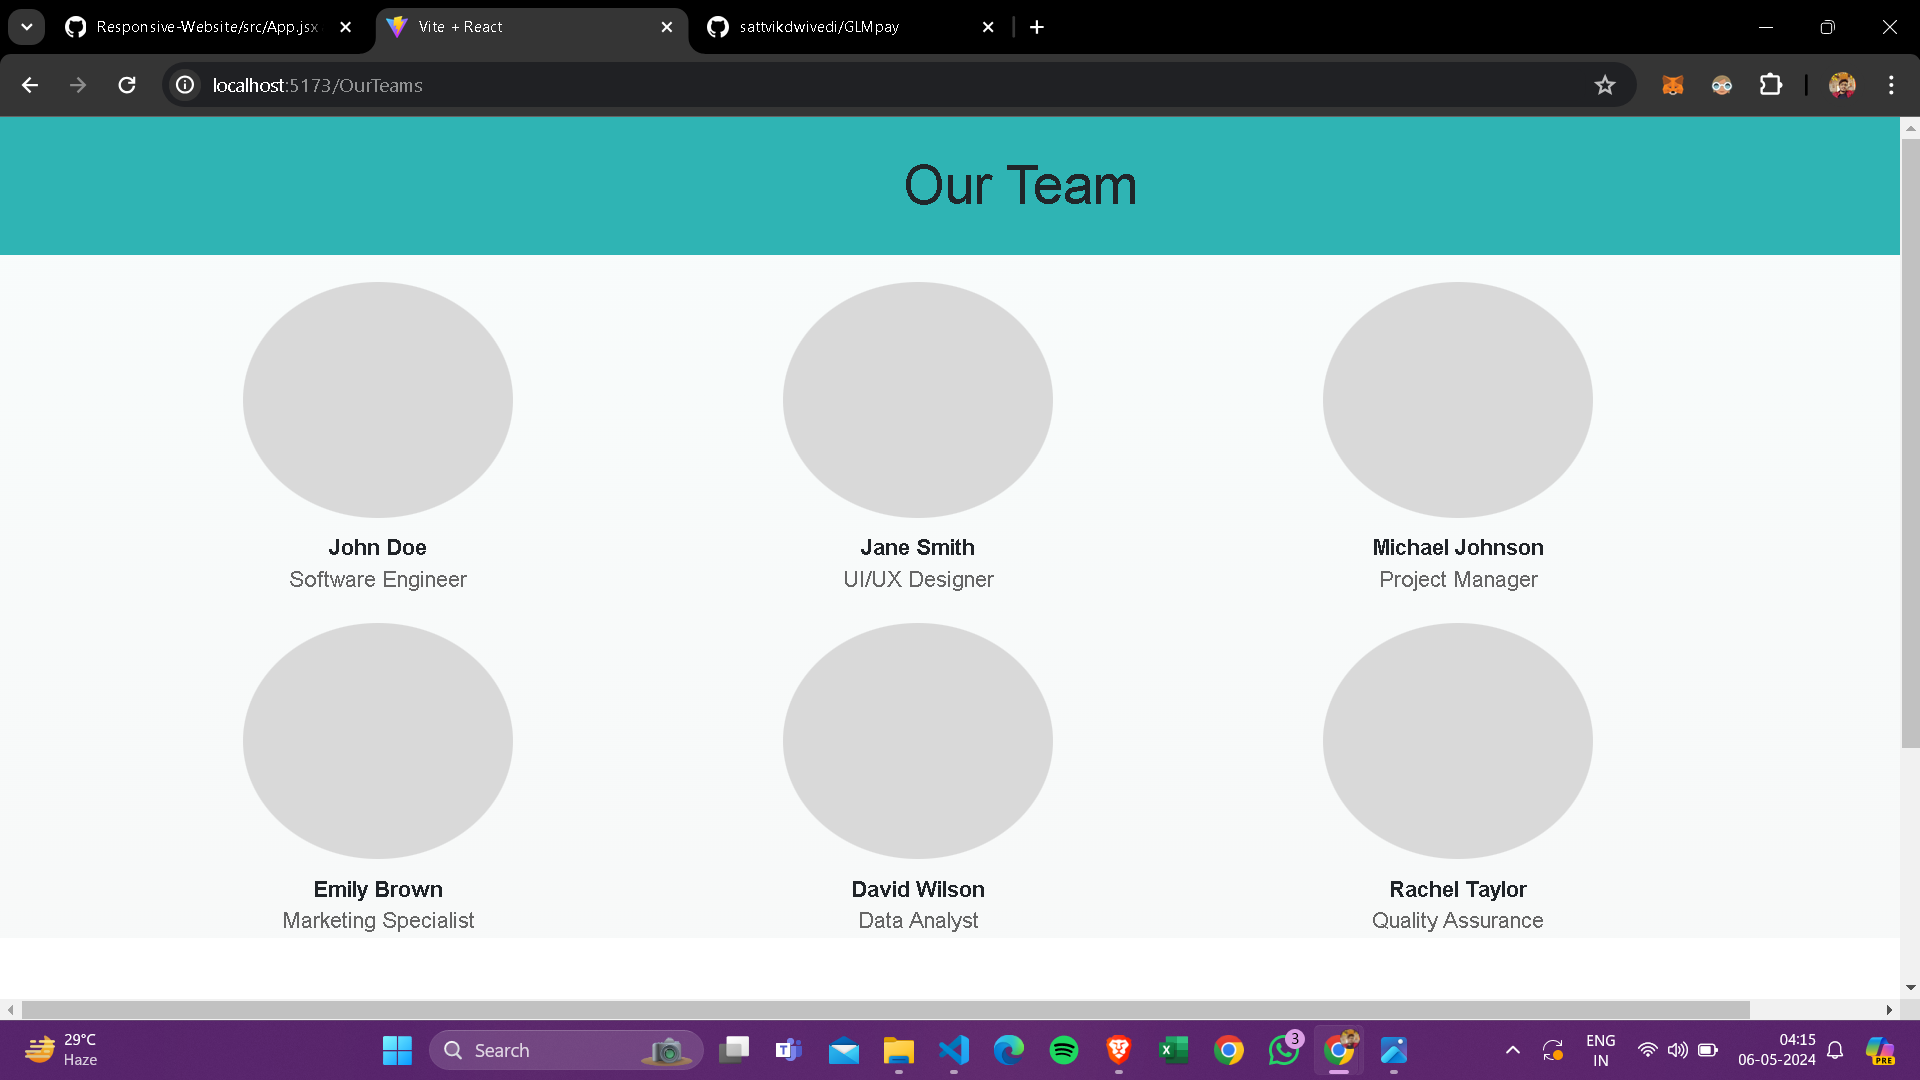 Responsive-Website/src/App.jsx
Vite + React
sattvikdwivedi/GLMpay
localhost:5173/OurTeams
Our Team
John Doe
Software Engineer
Jane Smith
UI/UX Designer
Michael Johnson
Project Manager
Emily Brown
Marketing Specialist
David Wilson
Data Analyst
Rachel Taylor
Quality Assurance
29°C
Haze
Search
3
ENG
IN
04:15
06-05-2024
PRE